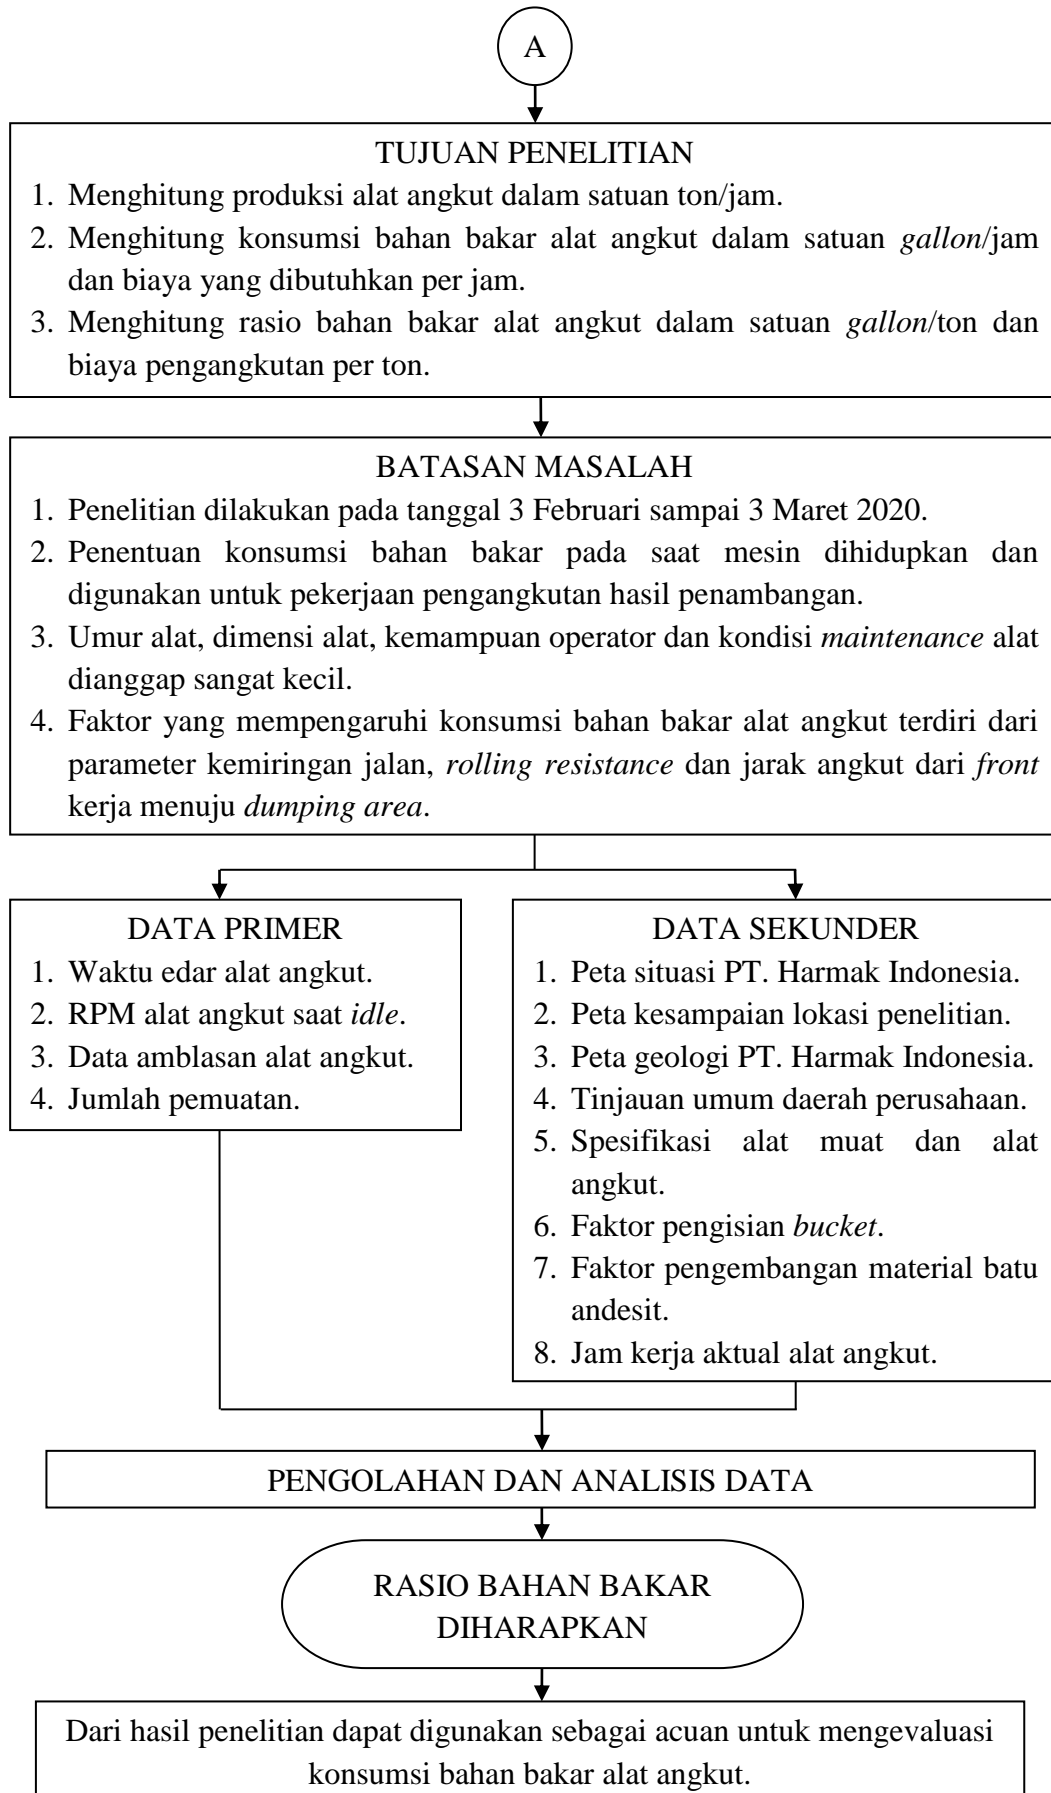 A
TUJUAN PENELITIAN
1. Menghitung produksi alat angkut dalam satuan ton/jam.
2. Menghitung konsumsi bahan bakar alat angkut dalam satuan gallon/jam
dan biaya yang dibutuhkan per jam.
3. Menghitung rasio bahan bakar alat angkut dalam satuan gallon/ton dan
biaya pengangkutan per ton.
BATASAN MASALAH
1. Penelitian dilakukan pada tanggal 3 Februari sampai 3 Maret 2020.
2. Penentuan konsumsi bahan bakar pada saat mesin dihidupkan dan
digunakan untuk pekerjaan pengangkutan hasil penambangan.
3. Umur alat, dimensi alat, kemampuan operator dan kondisi maintenance alat
dianggap sangat kecil.
4. Faktor yang mempengaruhi konsumsi bahan bakar alat angkut terdiri dari
parameter kemiringan jalan, rolling resistance dan jarak angkut dari front
kerja menuju dumping area.
DATA PRIMER
1. Waktu edar alat angkut.
2. RPM alat angkut saat idle.
3. Data amblasan alat angkut.
4. Jumlah pemuatan.
DATA SEKUNDER
1. Peta situasi PT. Harmak Indonesia.
2. Peta kesampaian lokasi penelitian.
3. Peta geologi PT. Harmak Indonesia.
4. Tinjauan umum daerah perusahaan.
5. Spesifikasi alat muat dan alat
angkut.
6. Faktor pengisian bucket.
7. Faktor pengembangan material batu
andesit.
8. Jam kerja aktual alat angkut.
PENGOLAHAN DAN ANALISIS DATA
RASIO BAHAN BAKAR
DIHARAPKAN
Dari hasil penelitian dapat digunakan sebagai acuan untuk mengevaluasi
konsumsi bahan bakar alat angkut.